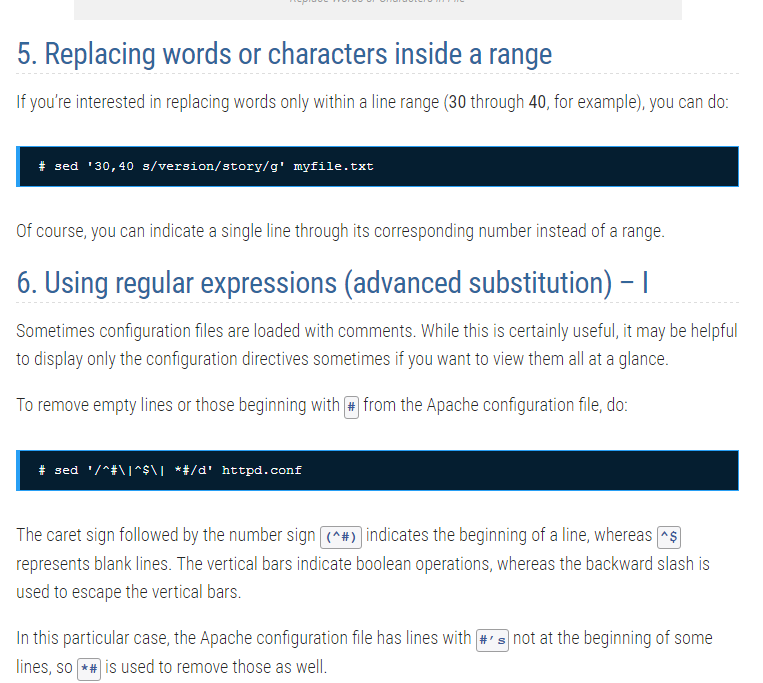 5. Replacing words or characters inside a range
If you're interested in replacing words only within a line range (30 through 40, for example), you can do:
# sed '30,40 s/version/story/g' myfile.txt
Of course, you can indicate a single line through its corresponding number instead of a range.
6. Using regular expressions (advanced substitution) – I
Sometimes configuration files are loaded with comments. While this is certainly useful, it may be helpful
to display only the configuration directives sometimes if you want to view them all at a glance.
To remove empty lines or those beginning with # from the Apache configuration file, do:
# sed '/^#\|^$\| *#/d' httpd.conf
The caret sign followed by the number sign (^#) indicates the beginning of a line, whereas ^$
represents blank lines. The vertical bars indicate boolean operations, whereas the backward slash is
used to escape the vertical bars.
In this particular case, the Apache configuration file has lines with #’s not at the beginning of some
lines, so *# is used to remove those as well.